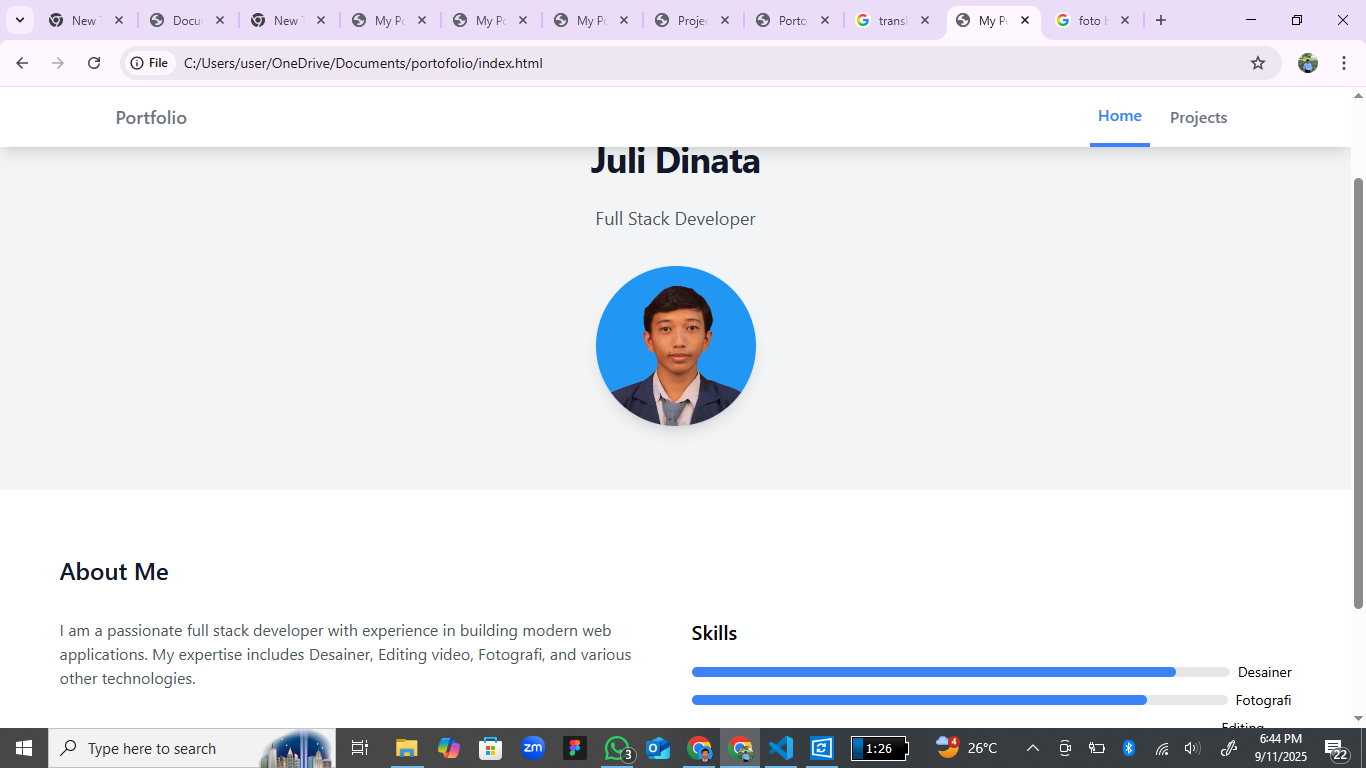 New T
Docu
New T
My Po
My Po
My Po
Projec
Porto
transl
My Po
foto b
File
C:/Users/user/OneDrive/Documents/portofolio/index.html
Portfolio
Home
Projects
Juli Dinata
Full Stack Developer
About Me
I am a passionate full stack developer with experience in building modern web
applications. My expertise includes Desainer, Editing video, Fotografi, and various
other technologies.
Skills
Desainer
Fotografi
Editing
Type here to search
zm
3
1:26
4
26°C
6:44 PM
9/11/2025
22